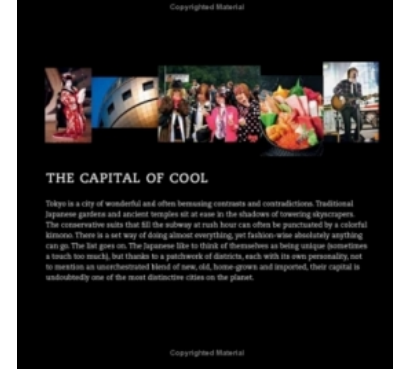 Copyrighted Material
THE CAPITAL OF COOL
Tokyo is a city of wonderful and often bemusing contrasts and contradictions. Traditional
Japanese gardens and ancient temples sit at ease in the shadows of towering skyscrapers.
The conservative suits that fill the subway at rush hour can often be punctuated by a colorful
kimono. There is a set way of doing almost everything, yet fashion-wise absolutely anything
can go. The list goes on. The Japanese like to think of themselves as being unique (sometimes
a touch too much), but thanks to a patchwork of districts, each with its own personality, not
to mention an unorchestrated blend of new, old, home-grown and imported, their capital is
undoubtedly one of the most distinctive cities on the planet.
Copyrighted Material